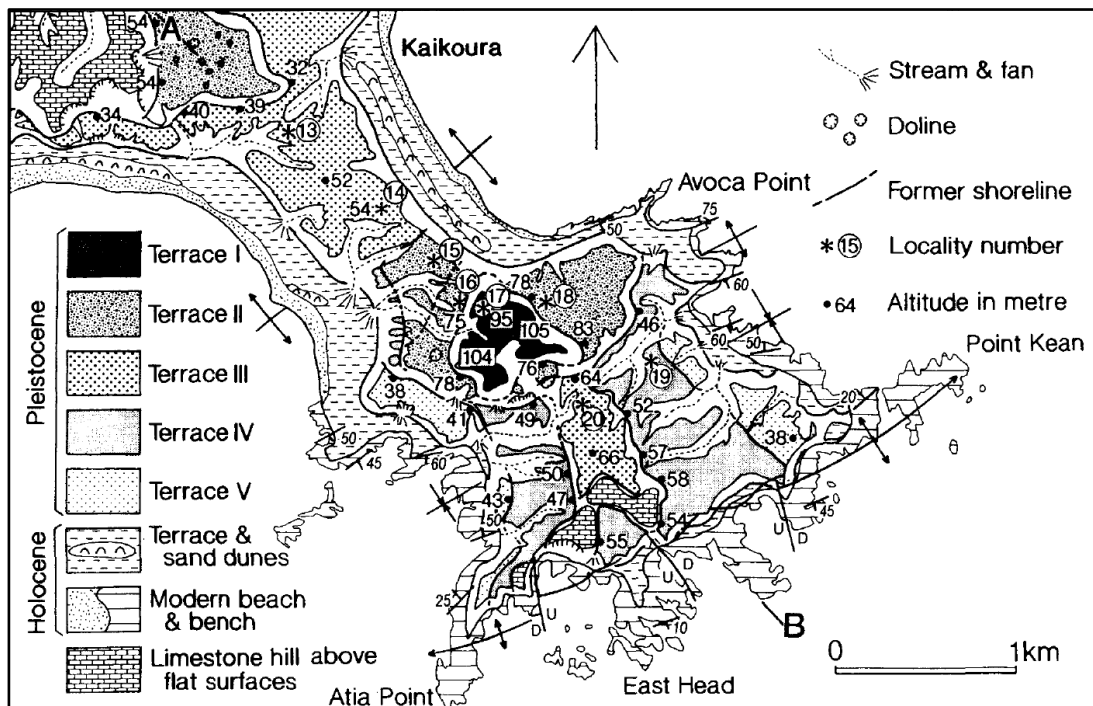 54
A
54
34
40
39
32
Kaikoura
13
52
14
54
15
16
17
78
18
75
95
105
83
104
76
78
64
38
41
49
20
52
46
19
66
57
50
58
43
47
50
54
55
38
Avoca Point
75
50
60
60
50
Point Kean
20
45
50
45
60
25
10
U
D
U
D
U
D
B
Atia Point
East Head
Stream & fan
Doline
Former shoreline
15 Locality number
64 Altitude in metre
0 1km
Pleistocene
Terrace I
Terrace II
Terrace III
Terrace IV
Terrace V
Holocene
Terrace &
sand dunes
Modern beach
& bench
Limestone hill above
flat surfaces